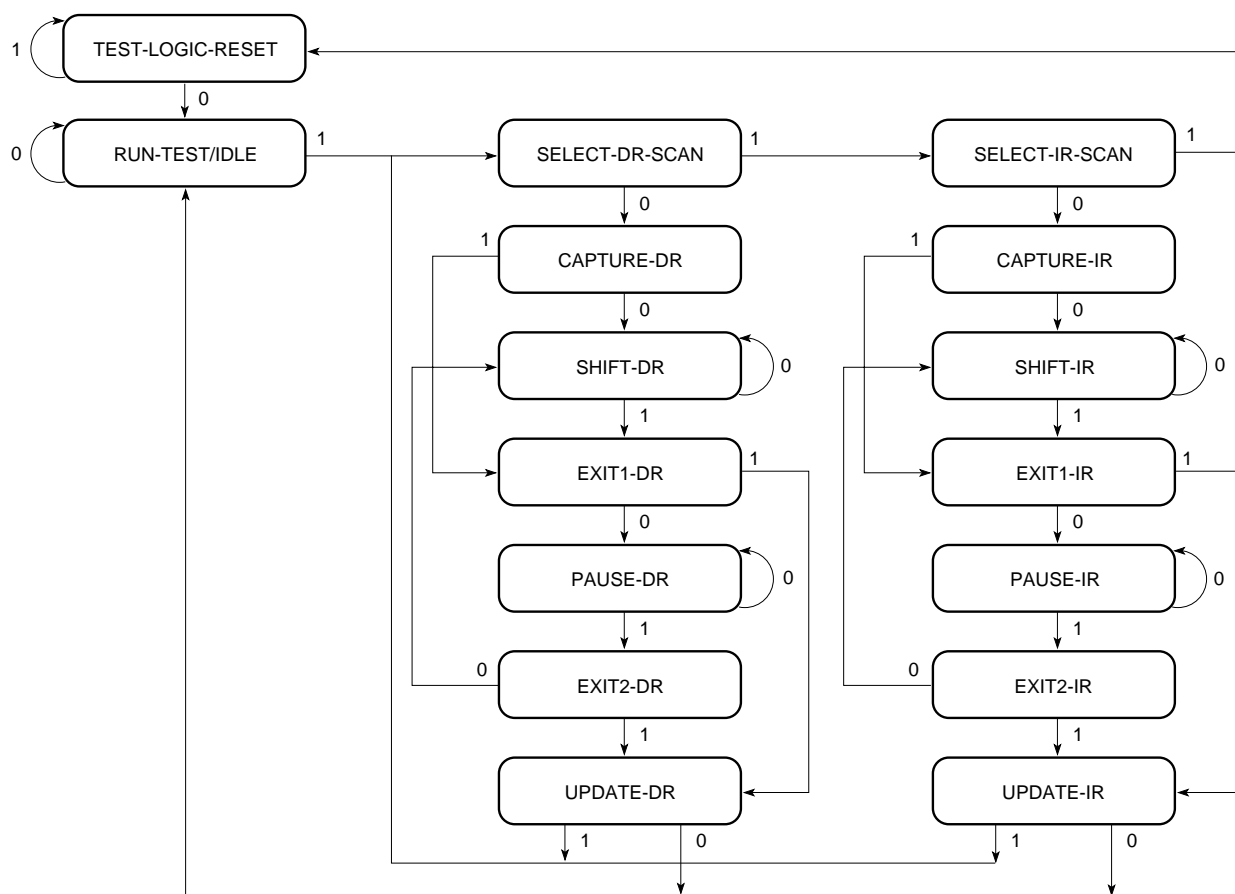 1
TEST-LOGIC-RESET
0
0
RUN-TEST/IDLE
1
SELECT-DR-SCAN
1
SELECT-IR-SCAN
1
0
0
1
CAPTURE-DR
1
CAPTURE-IR
0
0
SHIFT-DR
0
SHIFT-IR
0
1
1
EXIT1-DR
1
EXIT1-IR
1
0
0
PAUSE-DR
0
PAUSE-IR
0
1
1
0
EXIT2-DR
0
EXIT2-IR
1
1
UPDATE-DR
UPDATE-IR
1
0
1
0